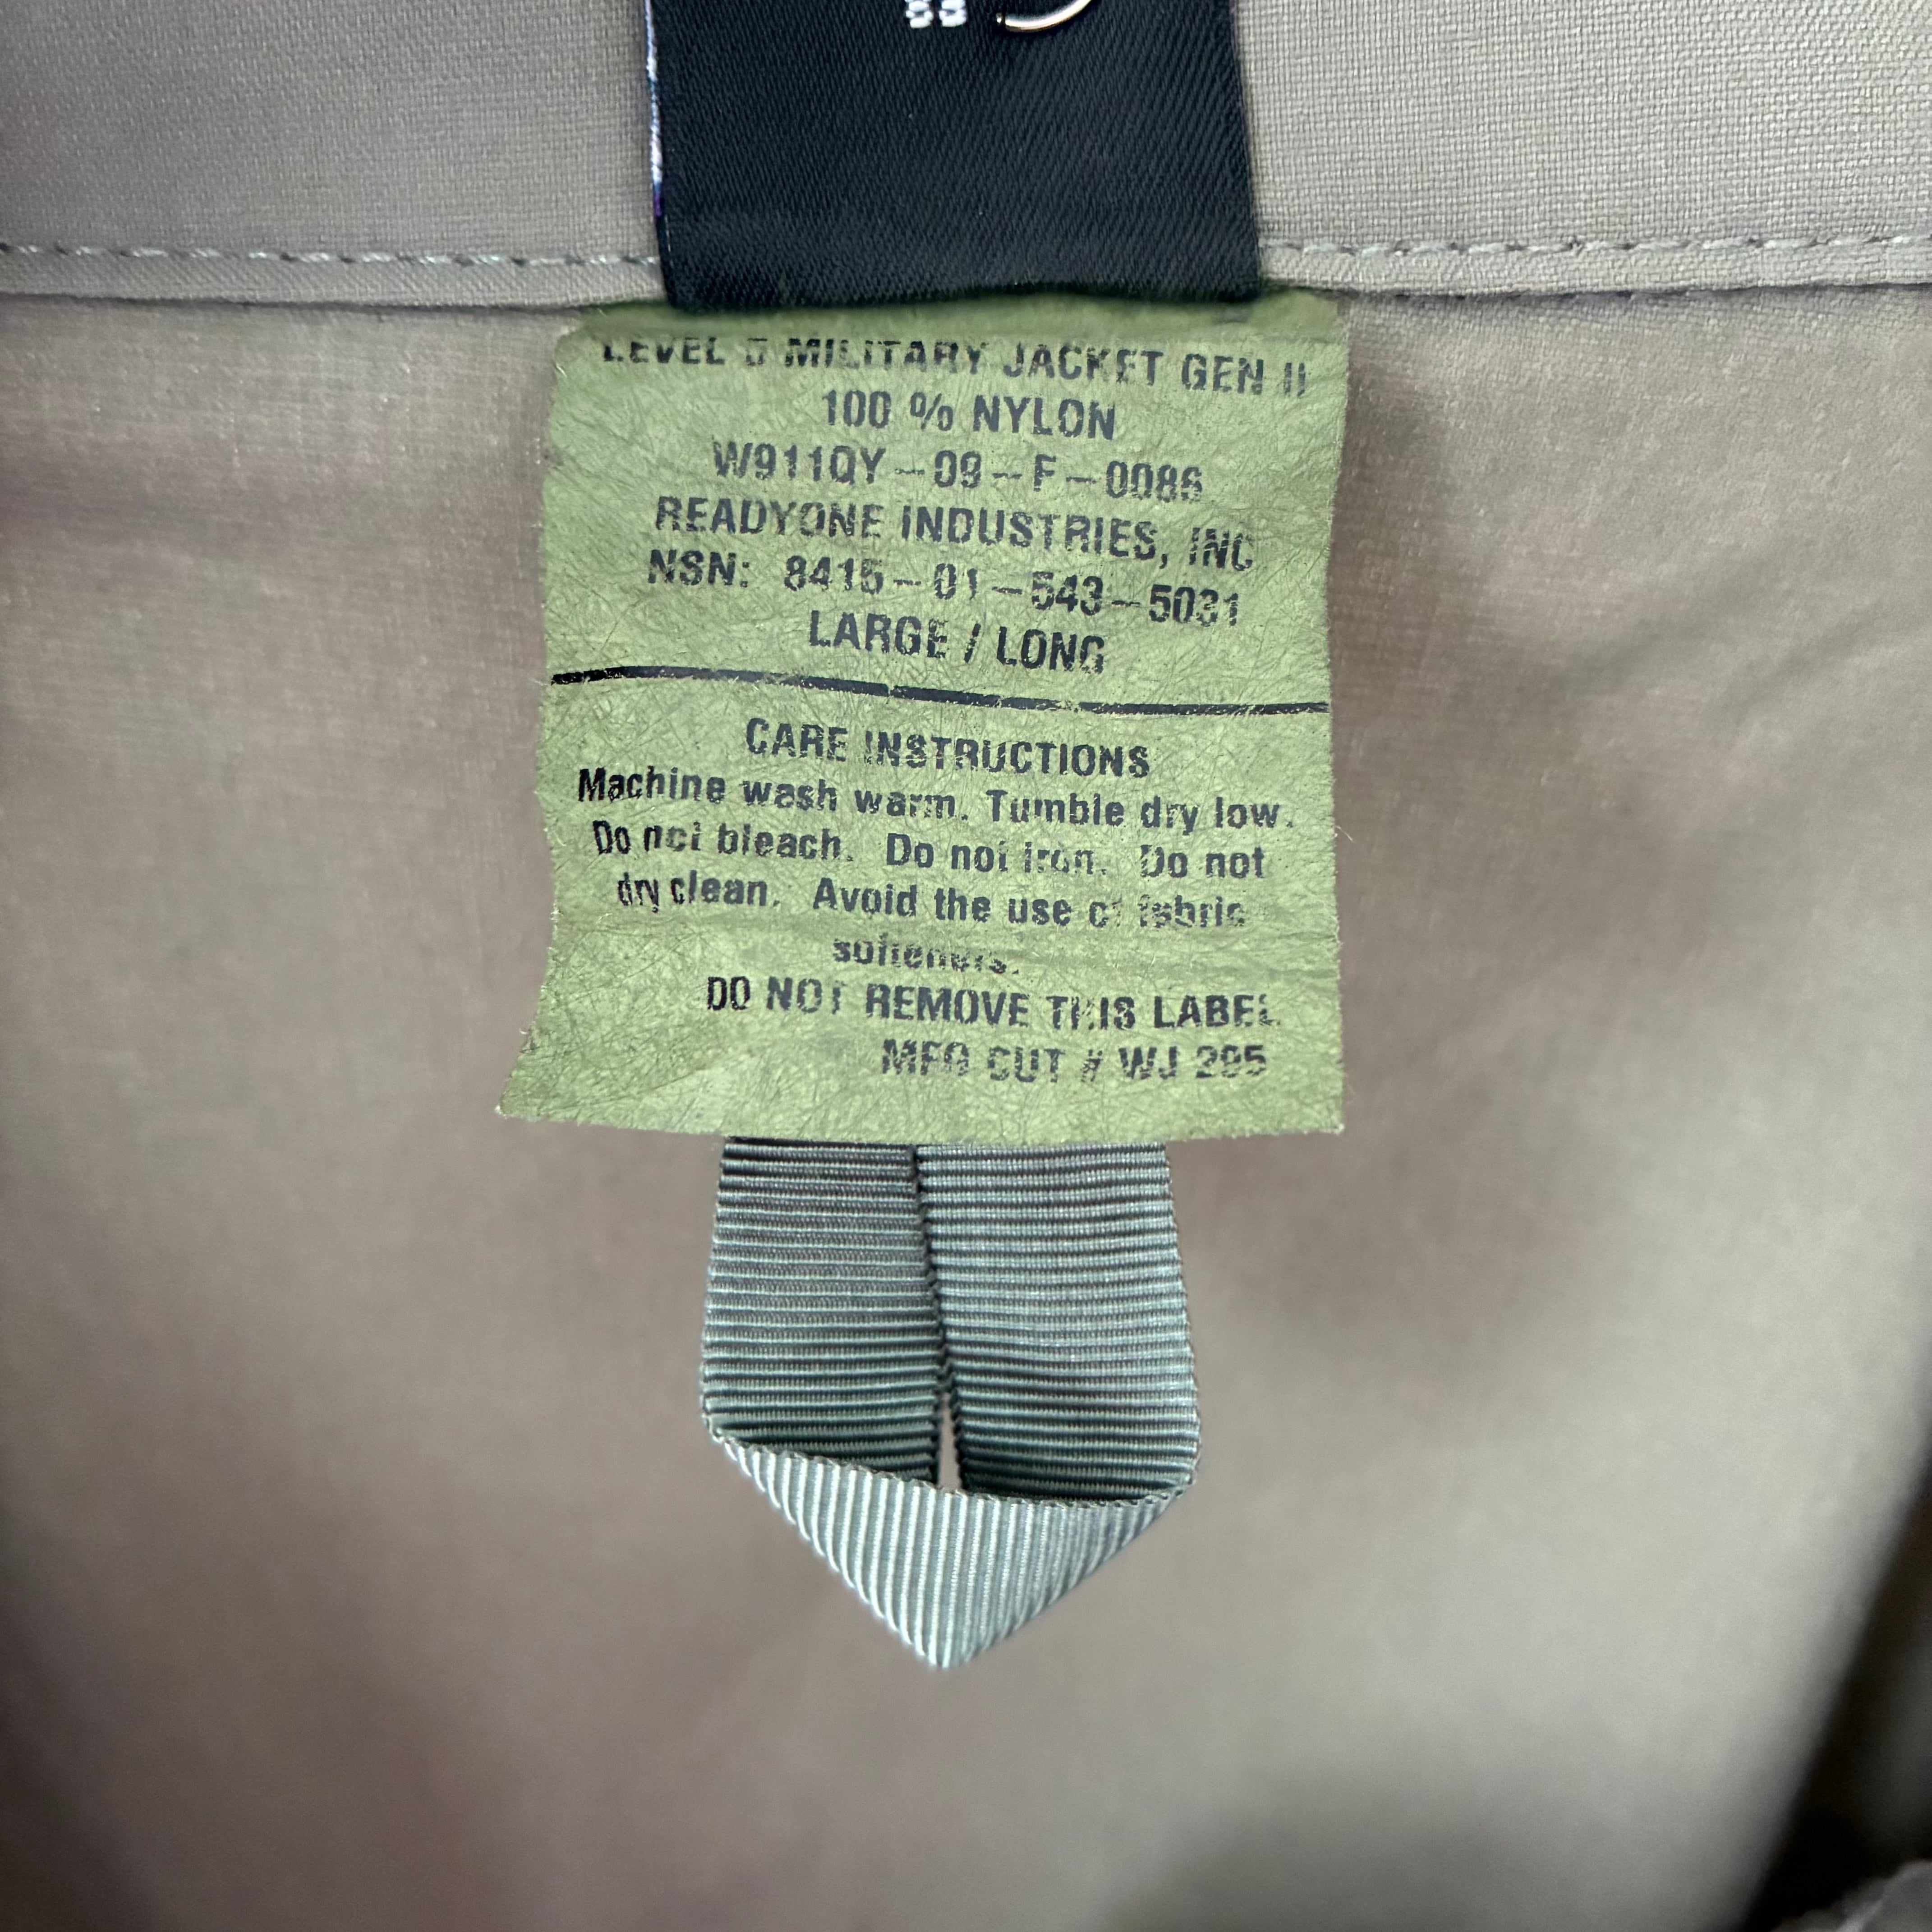 LEVEL 5 MILITARY JACKET GEN II
100 % NYLON
W911QY-09-F-0086
READYONE INDUSTRIES, INC
NSN: 8415-01-543-5031
LARGE / LONG
CARE INSTRUCTIONS
Machine wash warm. Tumble dry low.
Do not bleach. Do not iron. Do not
dry clean. Avoid the use of fabric
softeners.
DO NOT REMOVE THIS LABEL
MFG CUT # WJ 295